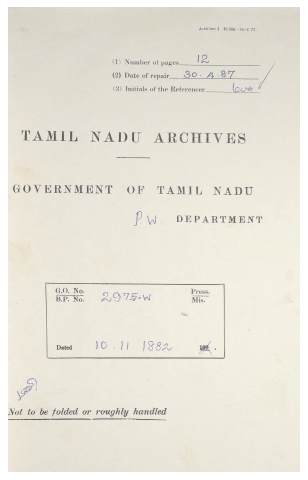 (1) Number of pages 12
(2) Date of repair 30.4.87
(3) Initials of the Referencer
TAMIL NADU ARCHIVES
GOVERNMENT OF TAMIL NADU
P.W. DEPARTMENT
G.O. No. Press.
B.P. No. 2975-W Mis.
Dated 10.11 1882
Not to be folded or roughly handled